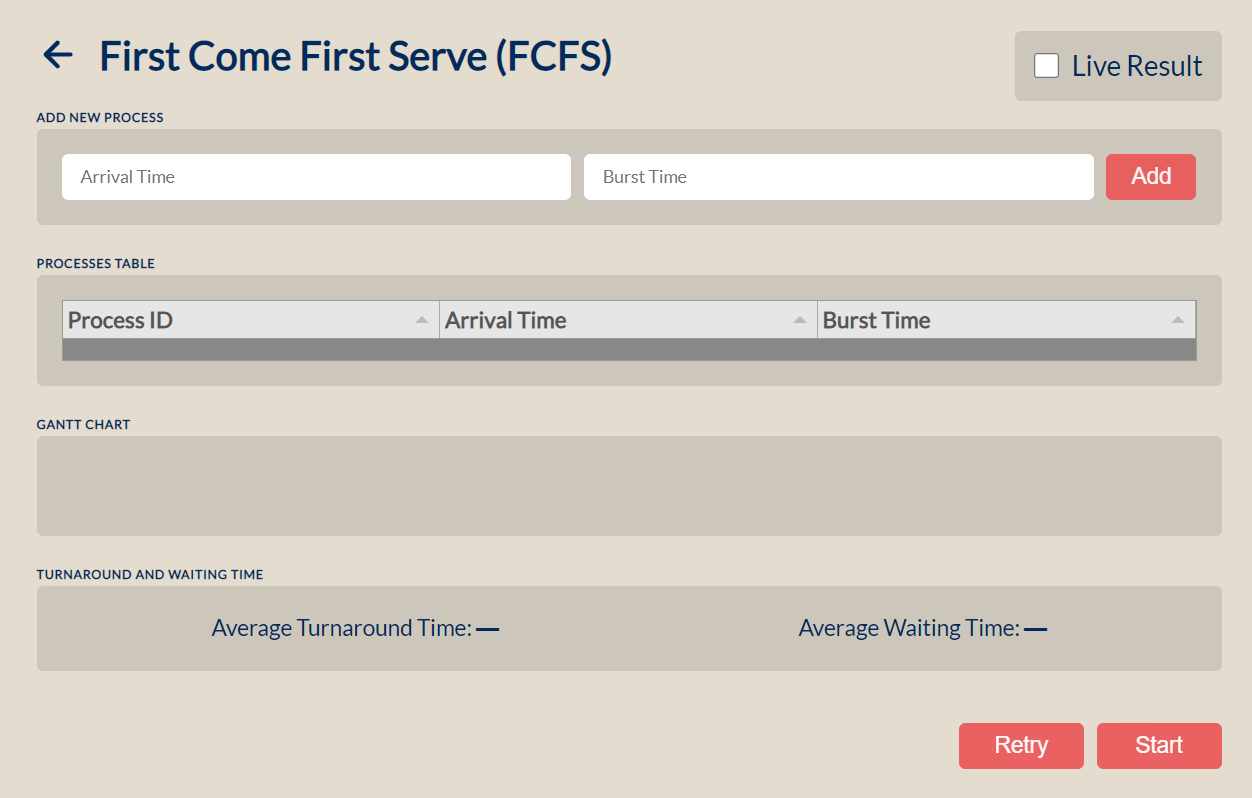 First Come First Serve (FCFS)
Live Result
ADD NEW PROCESS
Arrival Time
Burst Time
Add
PROCESSES TABLE
Process ID
Arrival Time
Burst Time
GANTT CHART
TURNAROUND AND WAITING TIME
Average Turnaround Time: —
Average Waiting Time: —
Retry
Start